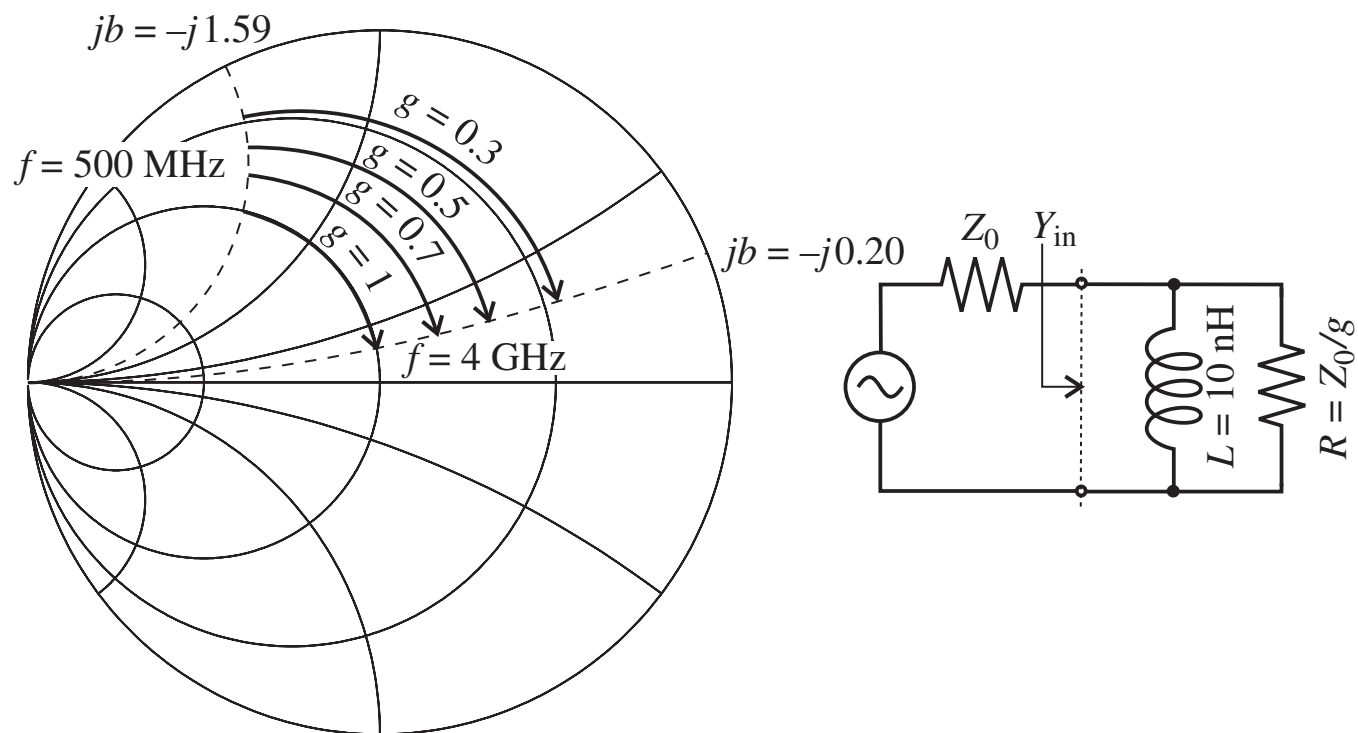 jb = –j1.59
g = 0.3
f = 500 MHz
g = 0.5
g = 0.7
g = 1
jb = –j0.20
f = 4 GHz
Z₀
Y_in
L = 10 nH
R = Z₀/g